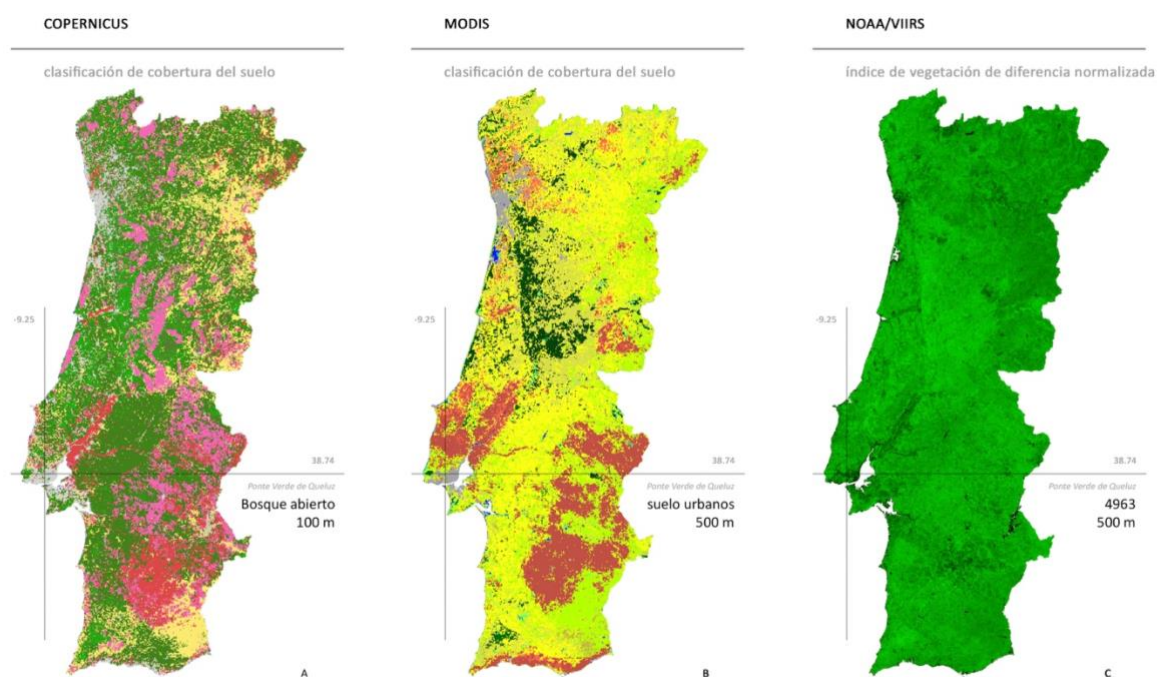 COPERNICUS
clasificación de cobertura del suelo
-9.25
38.74
Ponte Verde de Queluz
Bosque abierto
100 m
A
MODIS
clasificación de cobertura del suelo
-9.25
38.74
Ponte Verde de Queluz
suelo urbanos
500 m
B
NOAA/VIIRS
índice de vegetación de diferencia normalizada
-9.25
38.74
Ponte Verde de Queluz
4963
500 m
C